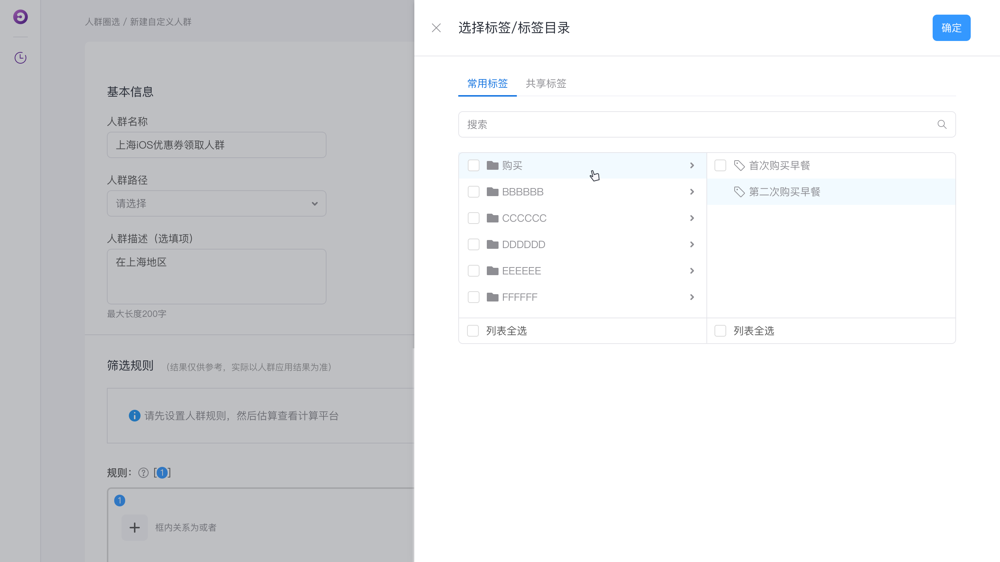 人群圈选 / 新建自定义人群
基本信息
人群名称
上海iOS优惠券领取人群
人群路径
请选择
人群描述（选填项）
在上海地区
最大长度200字
筛选规则 （结果仅供参考，实际以人群应用结果为准）
请先设置人群规则，然后估算查看计算平台
规则： ? [1]
1
框内关系为或者
选择标签/标签目录
确定
常用标签 共享标签
搜索
购买
BBBBBB
CCCCCC
DDDDDD
EEEEEE
FFFFFF
列表全选
首次购买早餐
第二次购买早餐
列表全选